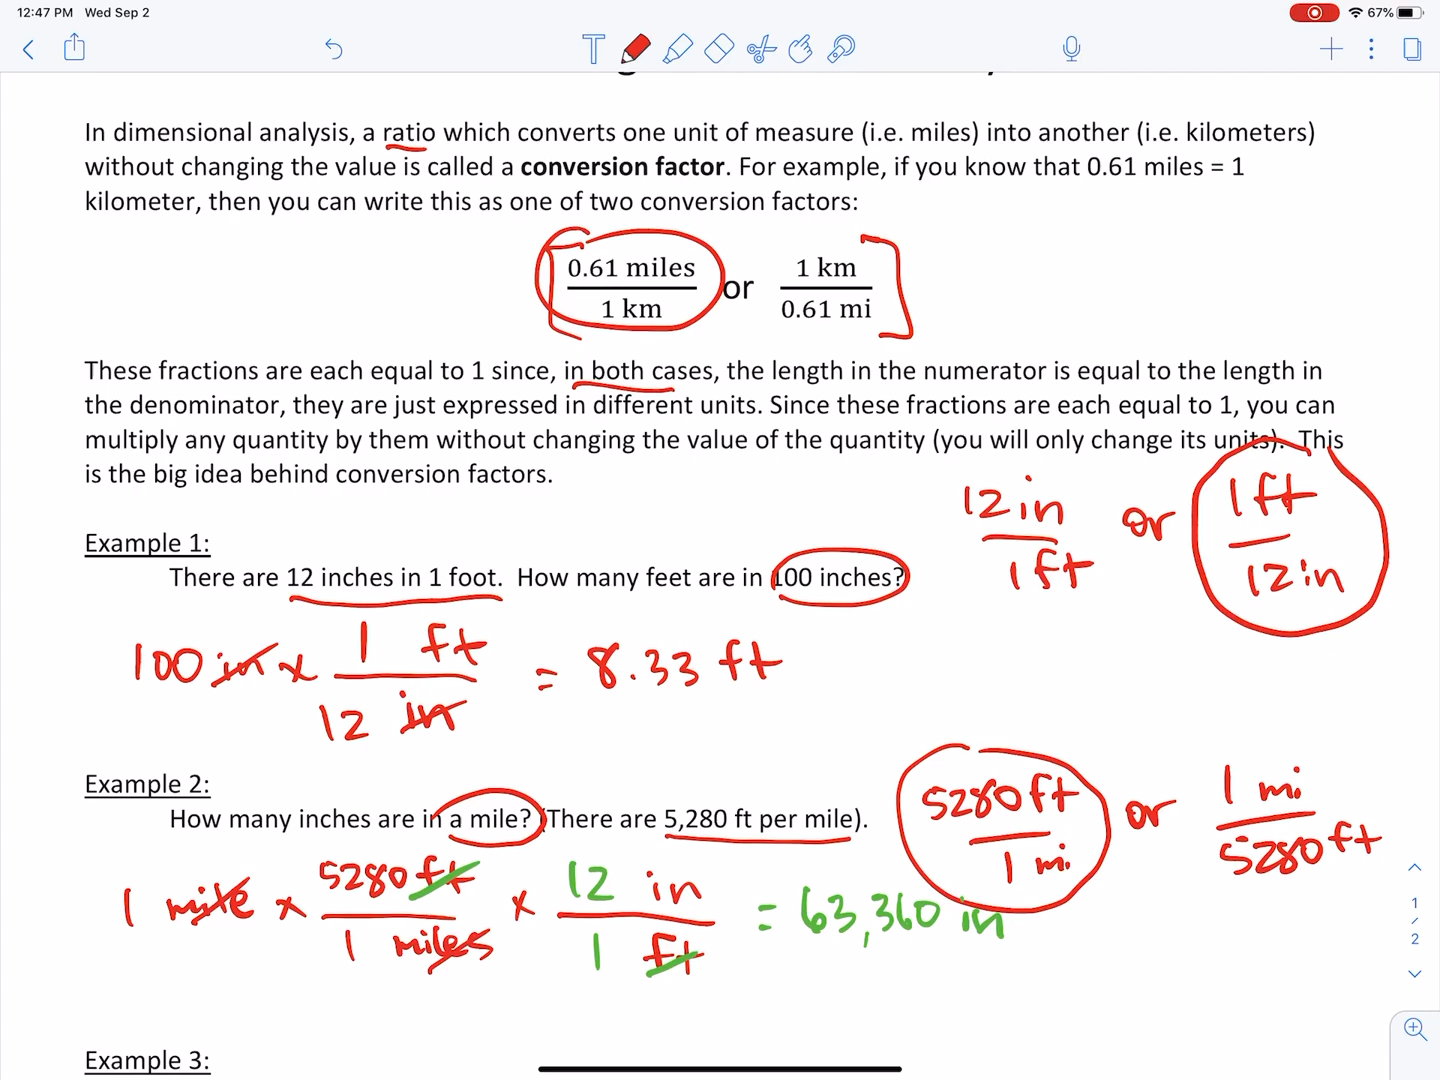 12:47 PM Wed Sep 2
67%
In dimensional analysis, a ratio which converts one unit of measure (i.e. miles) into another (i.e. kilometers)
without changing the value is called a conversion factor. For example, if you know that 0.61 miles = 1
kilometer, then you can write this as one of two conversion factors:
0.61 miles / 1 km or 1 km / 0.61 mi
These fractions are each equal to 1 since, in both cases, the length in the numerator is equal to the length in
the denominator, they are just expressed in different units. Since these fractions are each equal to 1, you can
multiply any quantity by them without changing the value of the quantity (you will only change its units). This
is the big idea behind conversion factors.
12 in / 1 ft or 1 ft / 12 in
Example 1:
There are 12 inches in 1 foot. How many feet are in 100 inches?
100 in x 1 ft / 12 in = 8.33 ft
Example 2:
How many inches are in a mile? (There are 5,280 ft per mile).
5280 ft / 1 mi. or 1 mi / 5280 ft
1 mile x 5280 ft / 1 miles x 12 in / 1 ft = 63,360 in
1 / 2
Example 3: